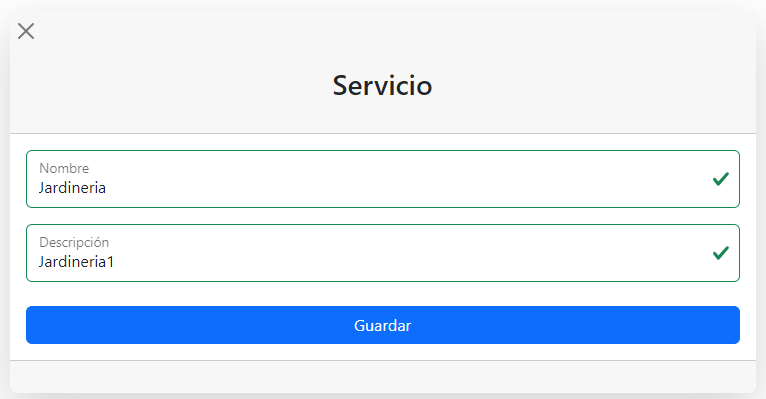 Servicio
Nombre
Jardineria
Descripción
Jardineria1
Guardar